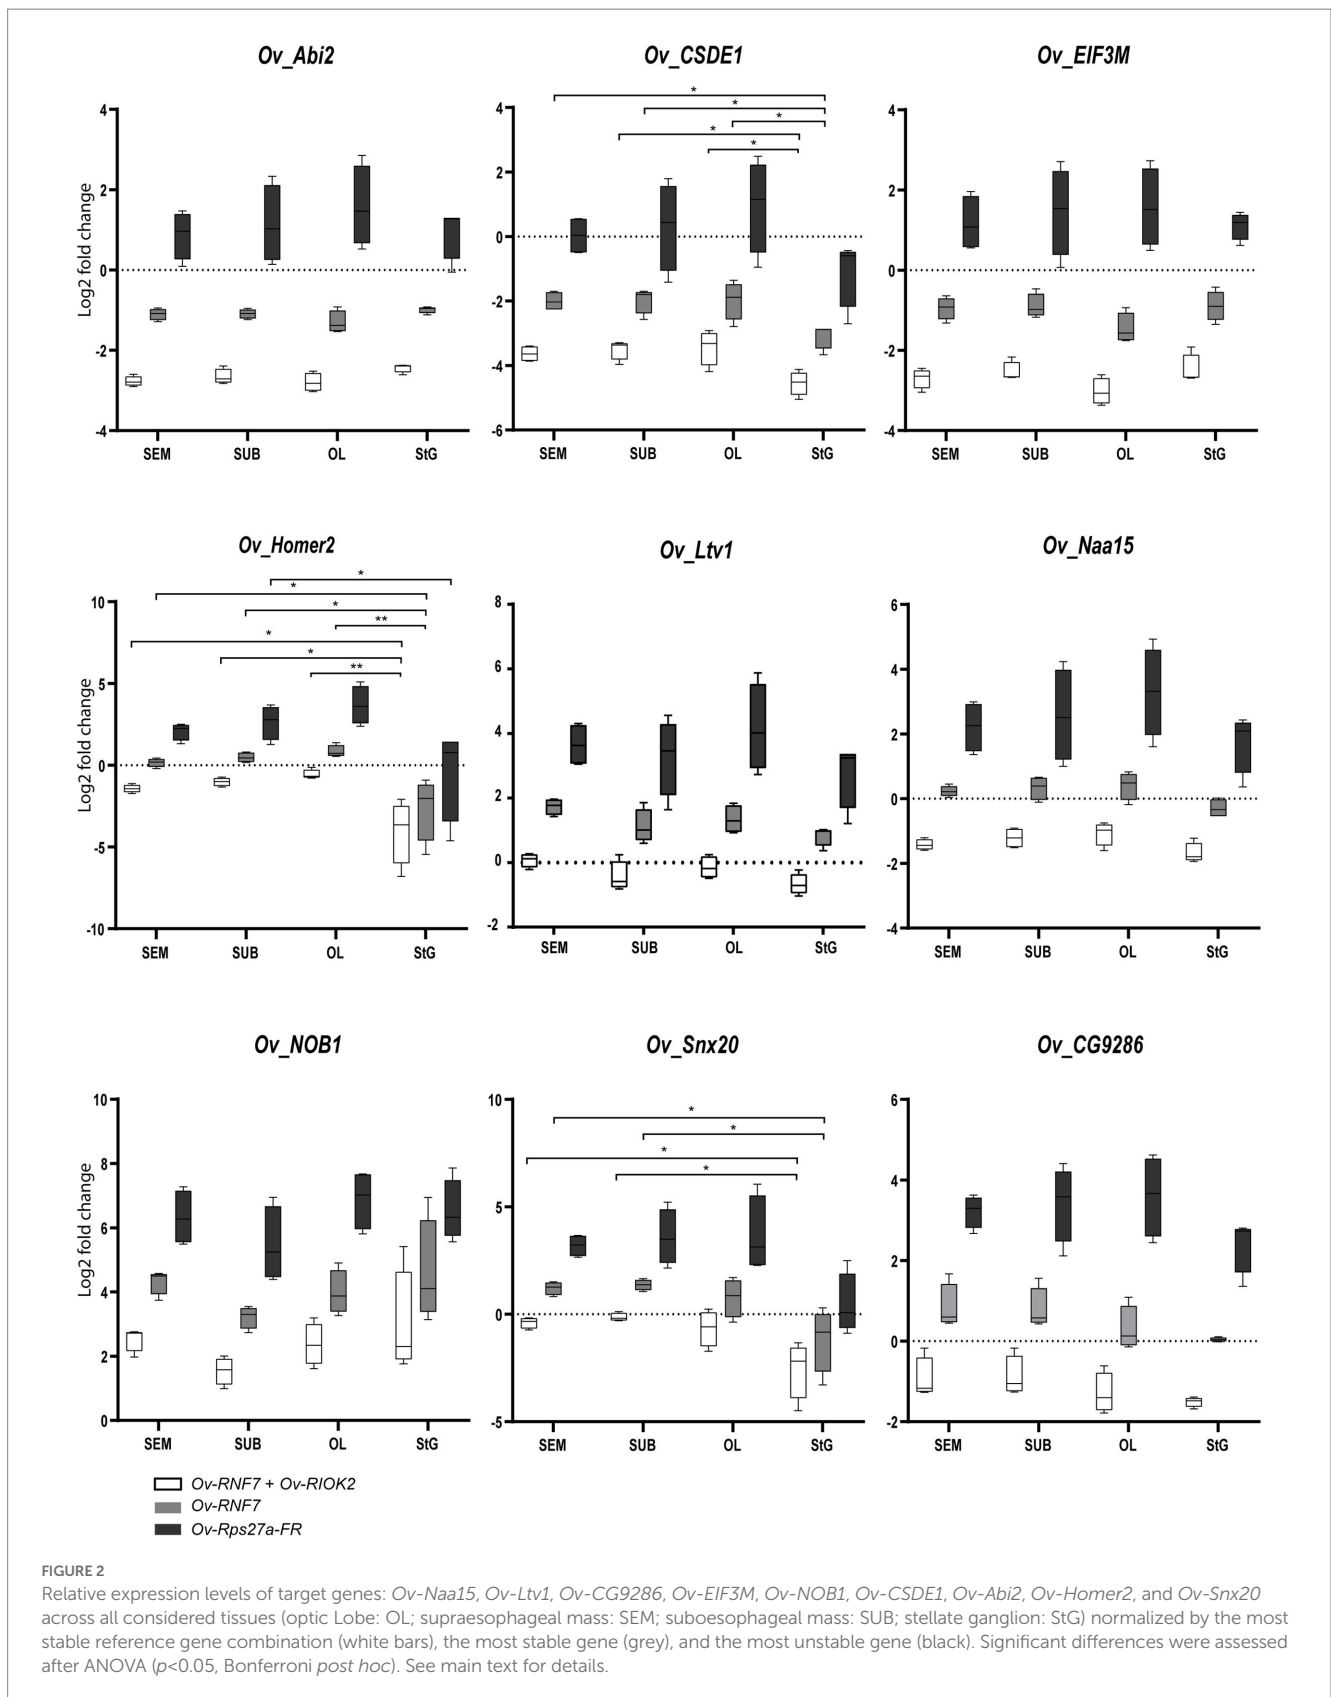 Ov_Abi2
Ov_CSDE1
Ov_EIF3M
Log2 fold change
4
2
0
-2
-4
SEM SUB OL StG
* * * * *
4
2
0
-2
-4
-6
SEM SUB OL StG
4
2
0
-2
-4
SEM SUB OL StG
Ov_Homer2
Ov_Ltv1
Ov_Naa15
Log2 fold change
* * * ** * * **
10
5
0
-5
-10
SEM SUB OL StG
8
6
4
2
0
-2
SEM SUB OL StG
6
4
2
0
-2
-4
SEM SUB OL StG
Ov_NOB1
Ov_Snx20
Ov_CG9286
Log2 fold change
10
8
6
4
2
0
SEM SUB OL StG
* * * *
10
5
0
-5
SEM SUB OL StG
6
4
2
0
-2
SEM SUB OL StG
Ov-RNF7 + Ov-RIOK2
Ov-RNF7
Ov-Rps27a-FR
FIGURE 2
Relative expression levels of target genes: Ov-Naa15, Ov-Ltv1, Ov-CG9286, Ov-EIF3M, Ov-NOB1, Ov-CSDE1, Ov-Abi2, Ov-Homer2, and Ov-Snx20
across all considered tissues (optic Lobe: OL; supraesophageal mass: SEM; suboesophageal mass: SUB; stellate ganglion: StG) normalized by the most
stable reference gene combination (white bars), the most stable gene (grey), and the most unstable gene (black). Significant differences were assessed
after ANOVA (p<0.05, Bonferroni post hoc). See main text for details.